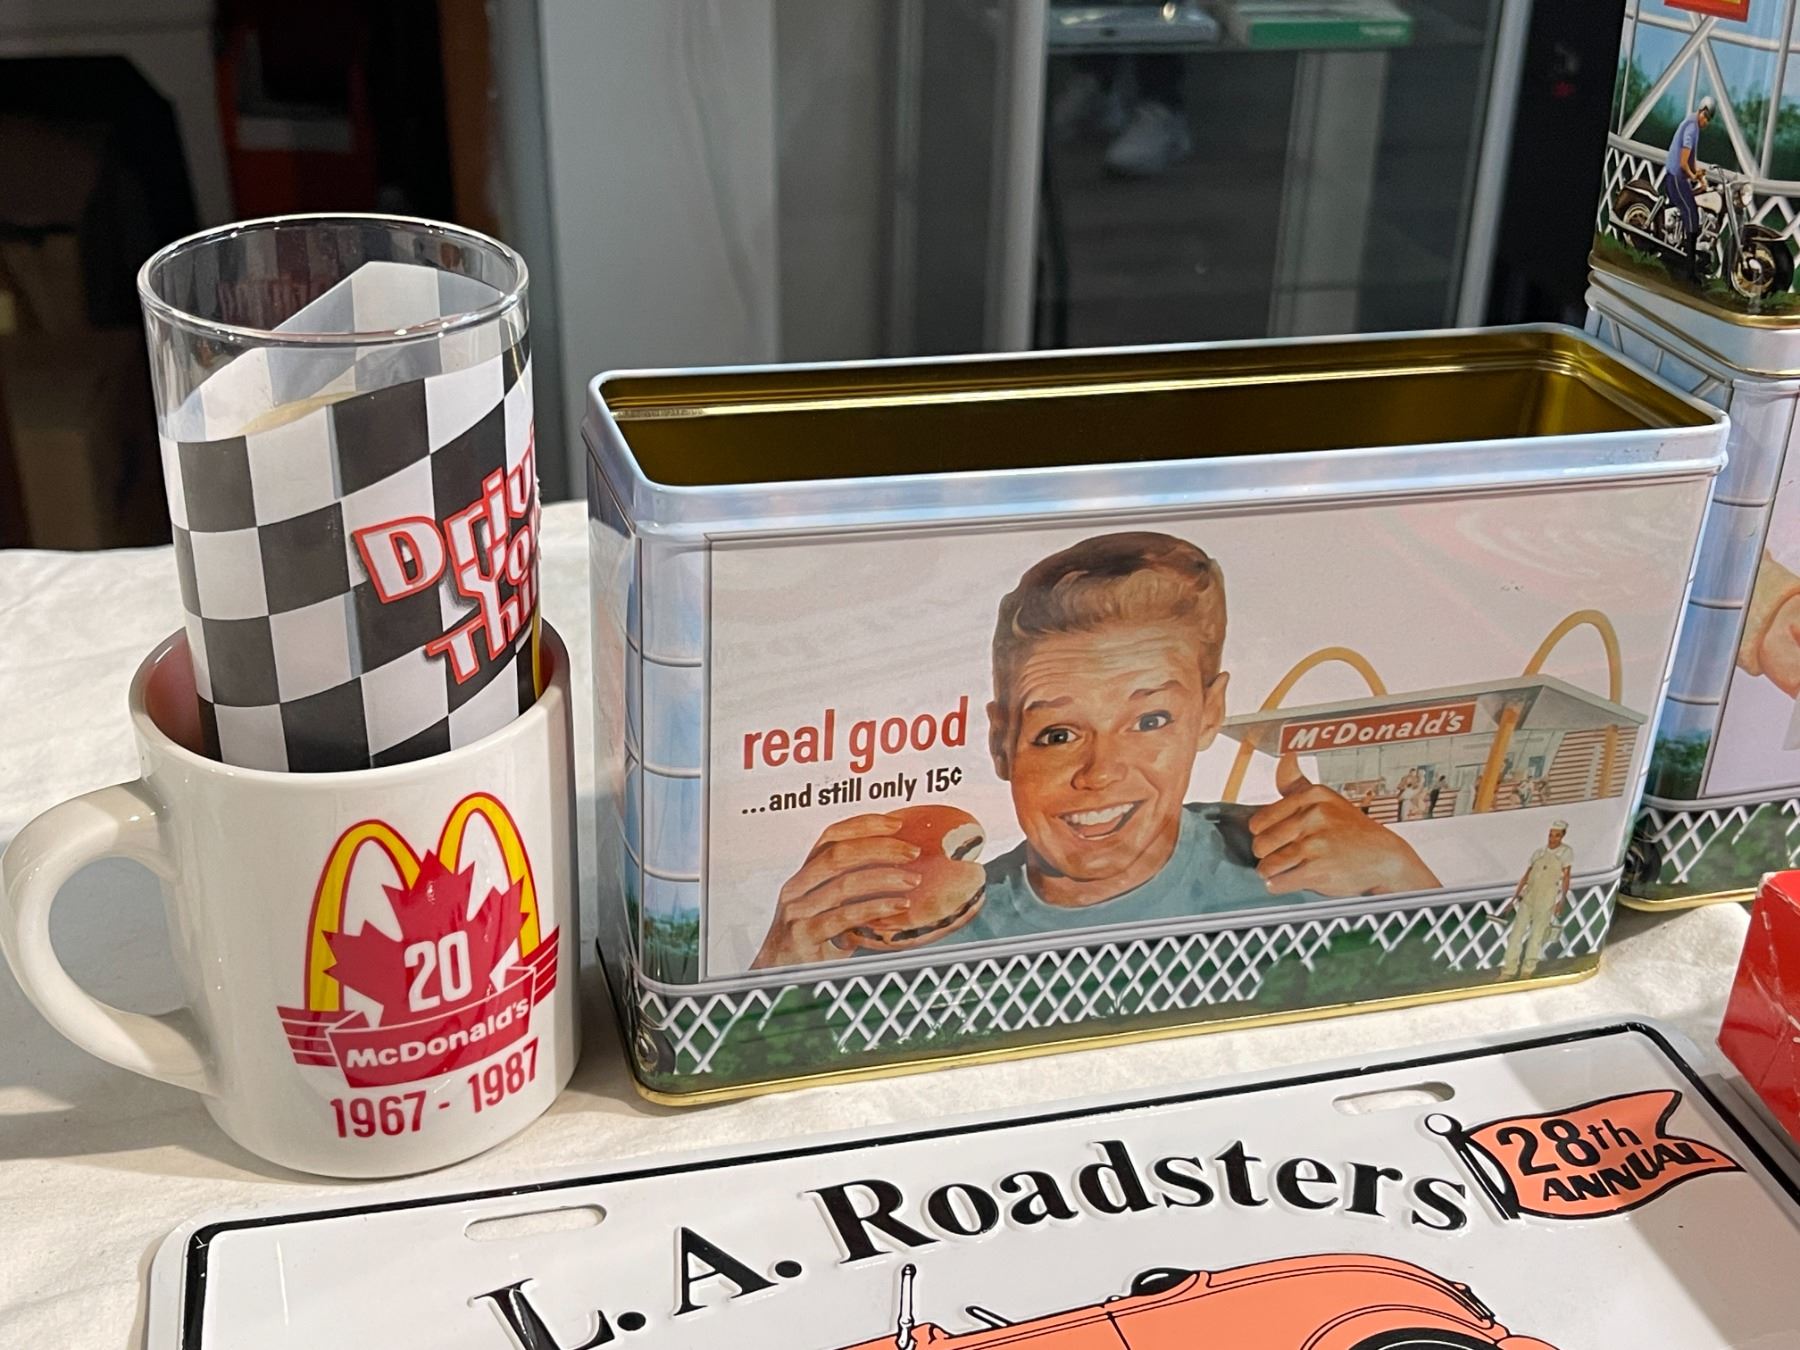 real good
...and still only 15¢
McDonald's
20
McDonald's
1967 - 1987
L.A. Roadsters
28th
ANNUAL